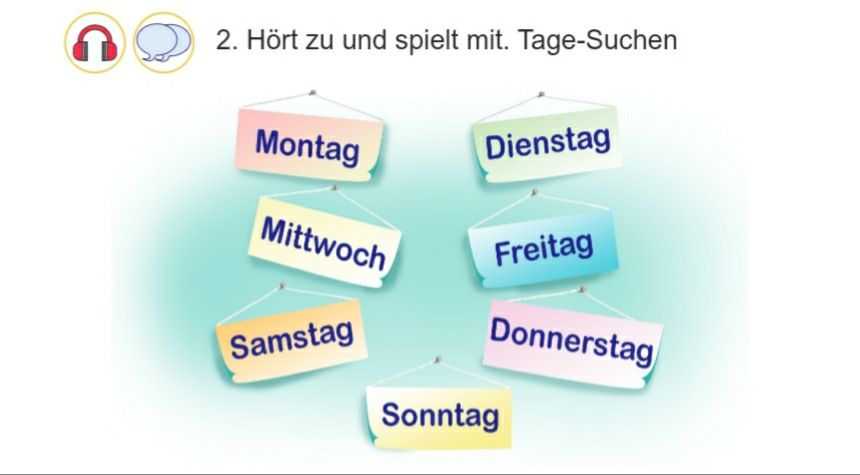 2. Hört zu und spielt mit. Tage-Suchen
Montag
Dienstag
Mittwoch
Freitag
Samstag
Donnerstag
Sonntag